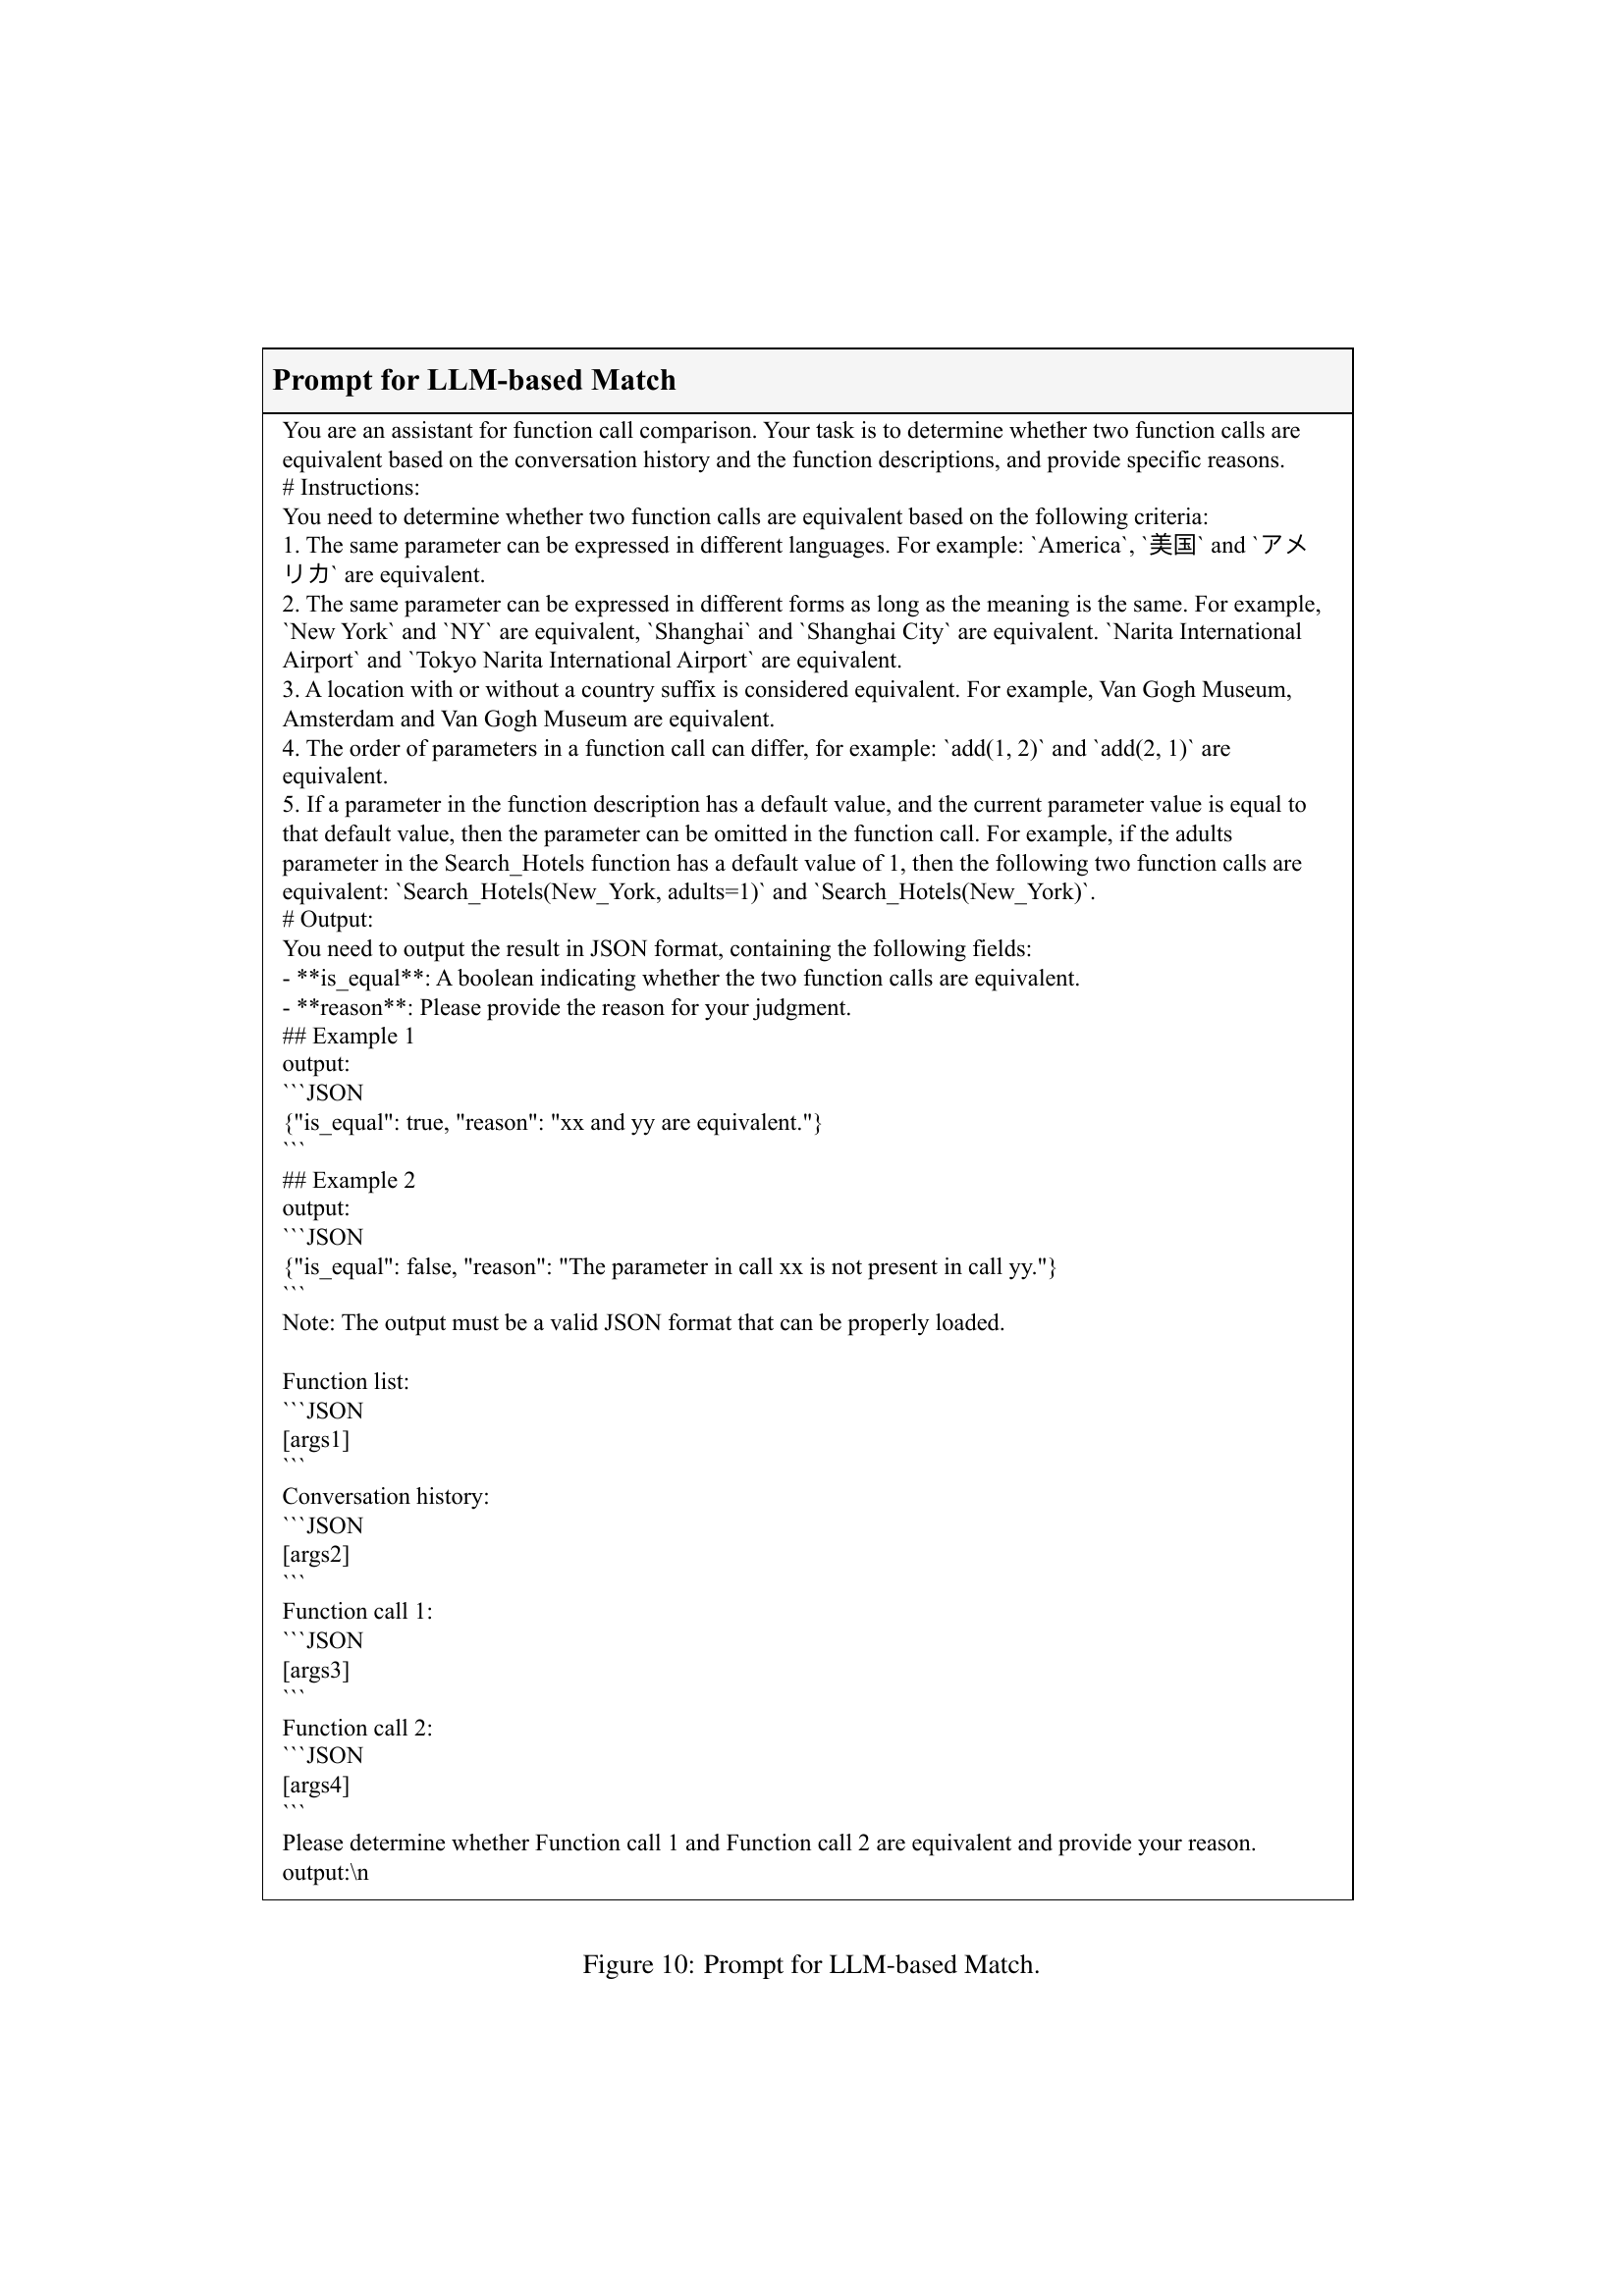 Prompt for LLM-based Match
You are an assistant for function call comparison. Your task is to determine whether two function calls are
equivalent based on the conversation history and the function descriptions, and provide specific reasons.
# Instructions:
You need to determine whether two function calls are equivalent based on the following criteria:
1. The same parameter can be expressed in different languages. For example: `America`, `美国` and `アメ
リカ` are equivalent.
2. The same parameter can be expressed in different forms as long as the meaning is the same. For example,
`New York` and `NY` are equivalent, `Shanghai` and `Shanghai City` are equivalent. `Narita International
Airport` and `Tokyo Narita International Airport` are equivalent.
3. A location with or without a country suffix is considered equivalent. For example, Van Gogh Museum,
Amsterdam and Van Gogh Museum are equivalent.
4. The order of parameters in a function call can differ, for example: `add(1, 2)` and `add(2, 1)` are
equivalent.
5. If a parameter in the function description has a default value, and the current parameter value is equal to
that default value, then the parameter can be omitted in the function call. For example, if the adults
parameter in the Search_Hotels function has a default value of 1, then the following two function calls are
equivalent: `Search_Hotels(New_York, adults=1)` and `Search_Hotels(New_York)`.
# Output:
You need to output the result in JSON format, containing the following fields:
- **is_equal**: A boolean indicating whether the two function calls are equivalent.
- **reason**: Please provide the reason for your judgment.
## Example 1
output:
```JSON
{"is_equal": true, "reason": "xx and yy are equivalent."}
```
## Example 2
output:
```JSON
{"is_equal": false, "reason": "The parameter in call xx is not present in call yy."}
```
Note: The output must be a valid JSON format that can be properly loaded.
Function list:
```JSON
[args1]
```
Conversation history:
```JSON
[args2]
```
Function call 1:
```JSON
[args3]
```
Function call 2:
```JSON
[args4]
```
Please determine whether Function call 1 and Function call 2 are equivalent and provide your reason.
output:\n
Figure 10: Prompt for LLM-based Match.